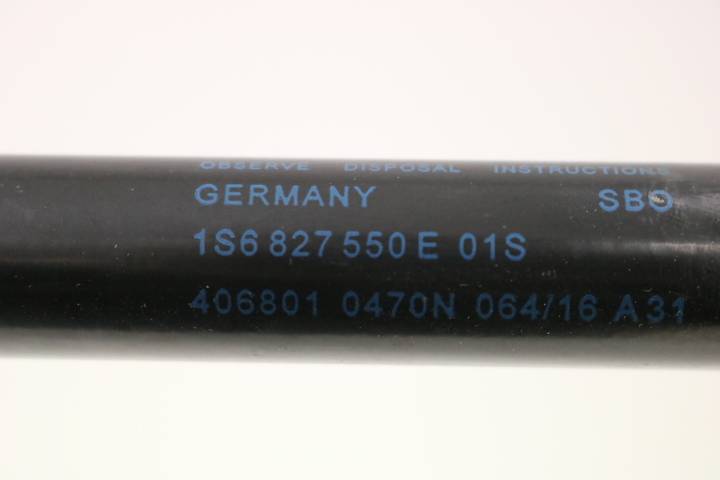 OBSERVE DISPOSAL INSTRUCTIONS
GERMANY SBO
1S6 827 550 E 01S
406801 0470N 064/16 A31